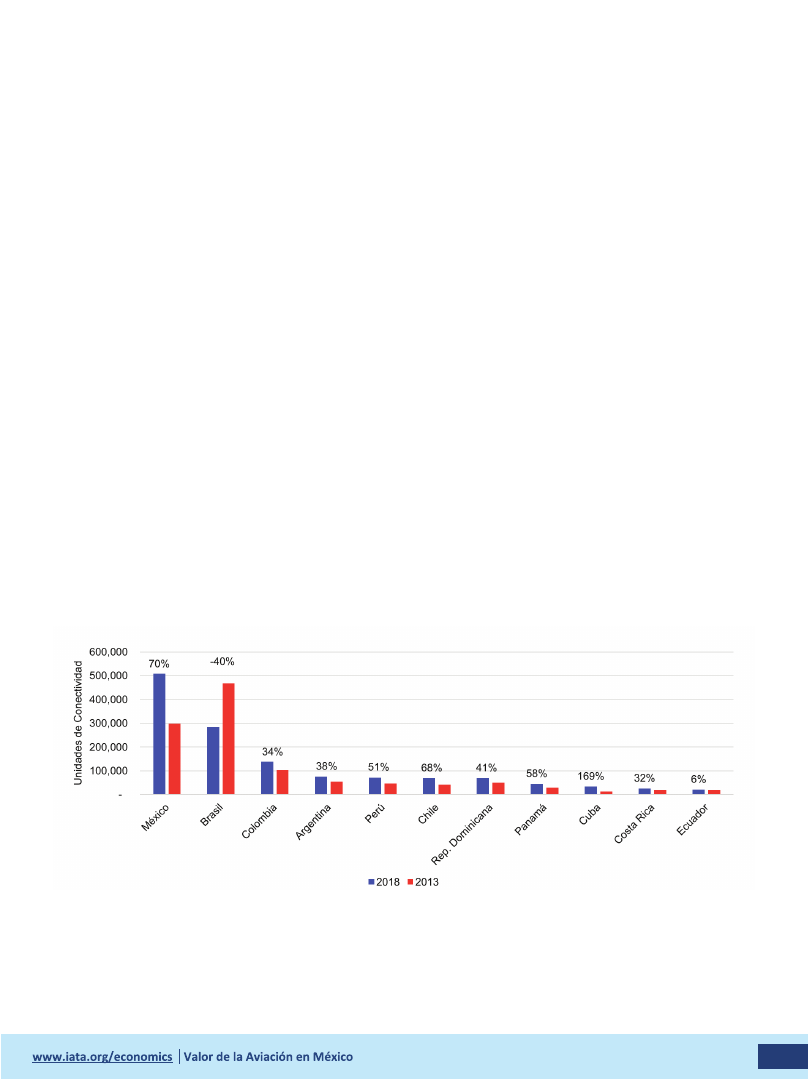 600,000
70%
-40%
500,000
400,000
300,000
200,000
34%
38%
51%
68%
41%
58%
169%
32%
6%
100,000
-
Unidades de Conectividad
México
Brasil
Colombia
Argentina
Perú
Chile
Rep. Dominicana
Panamá
Cuba
Costa Rica
Ecuador
2018 2013
www.iata.org/economics | Valor de la Aviación en México